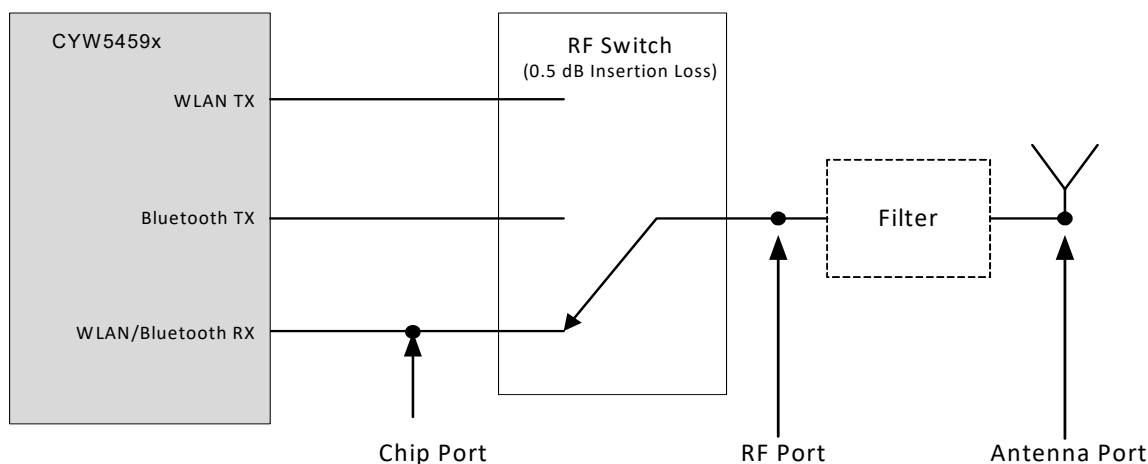 CYW5459x
RF Switch
(0.5 dB Insertion Loss)
WLAN TX
Bluetooth TX
Filter
WLAN/Bluetooth RX
Chip Port
RF Port
Antenna Port